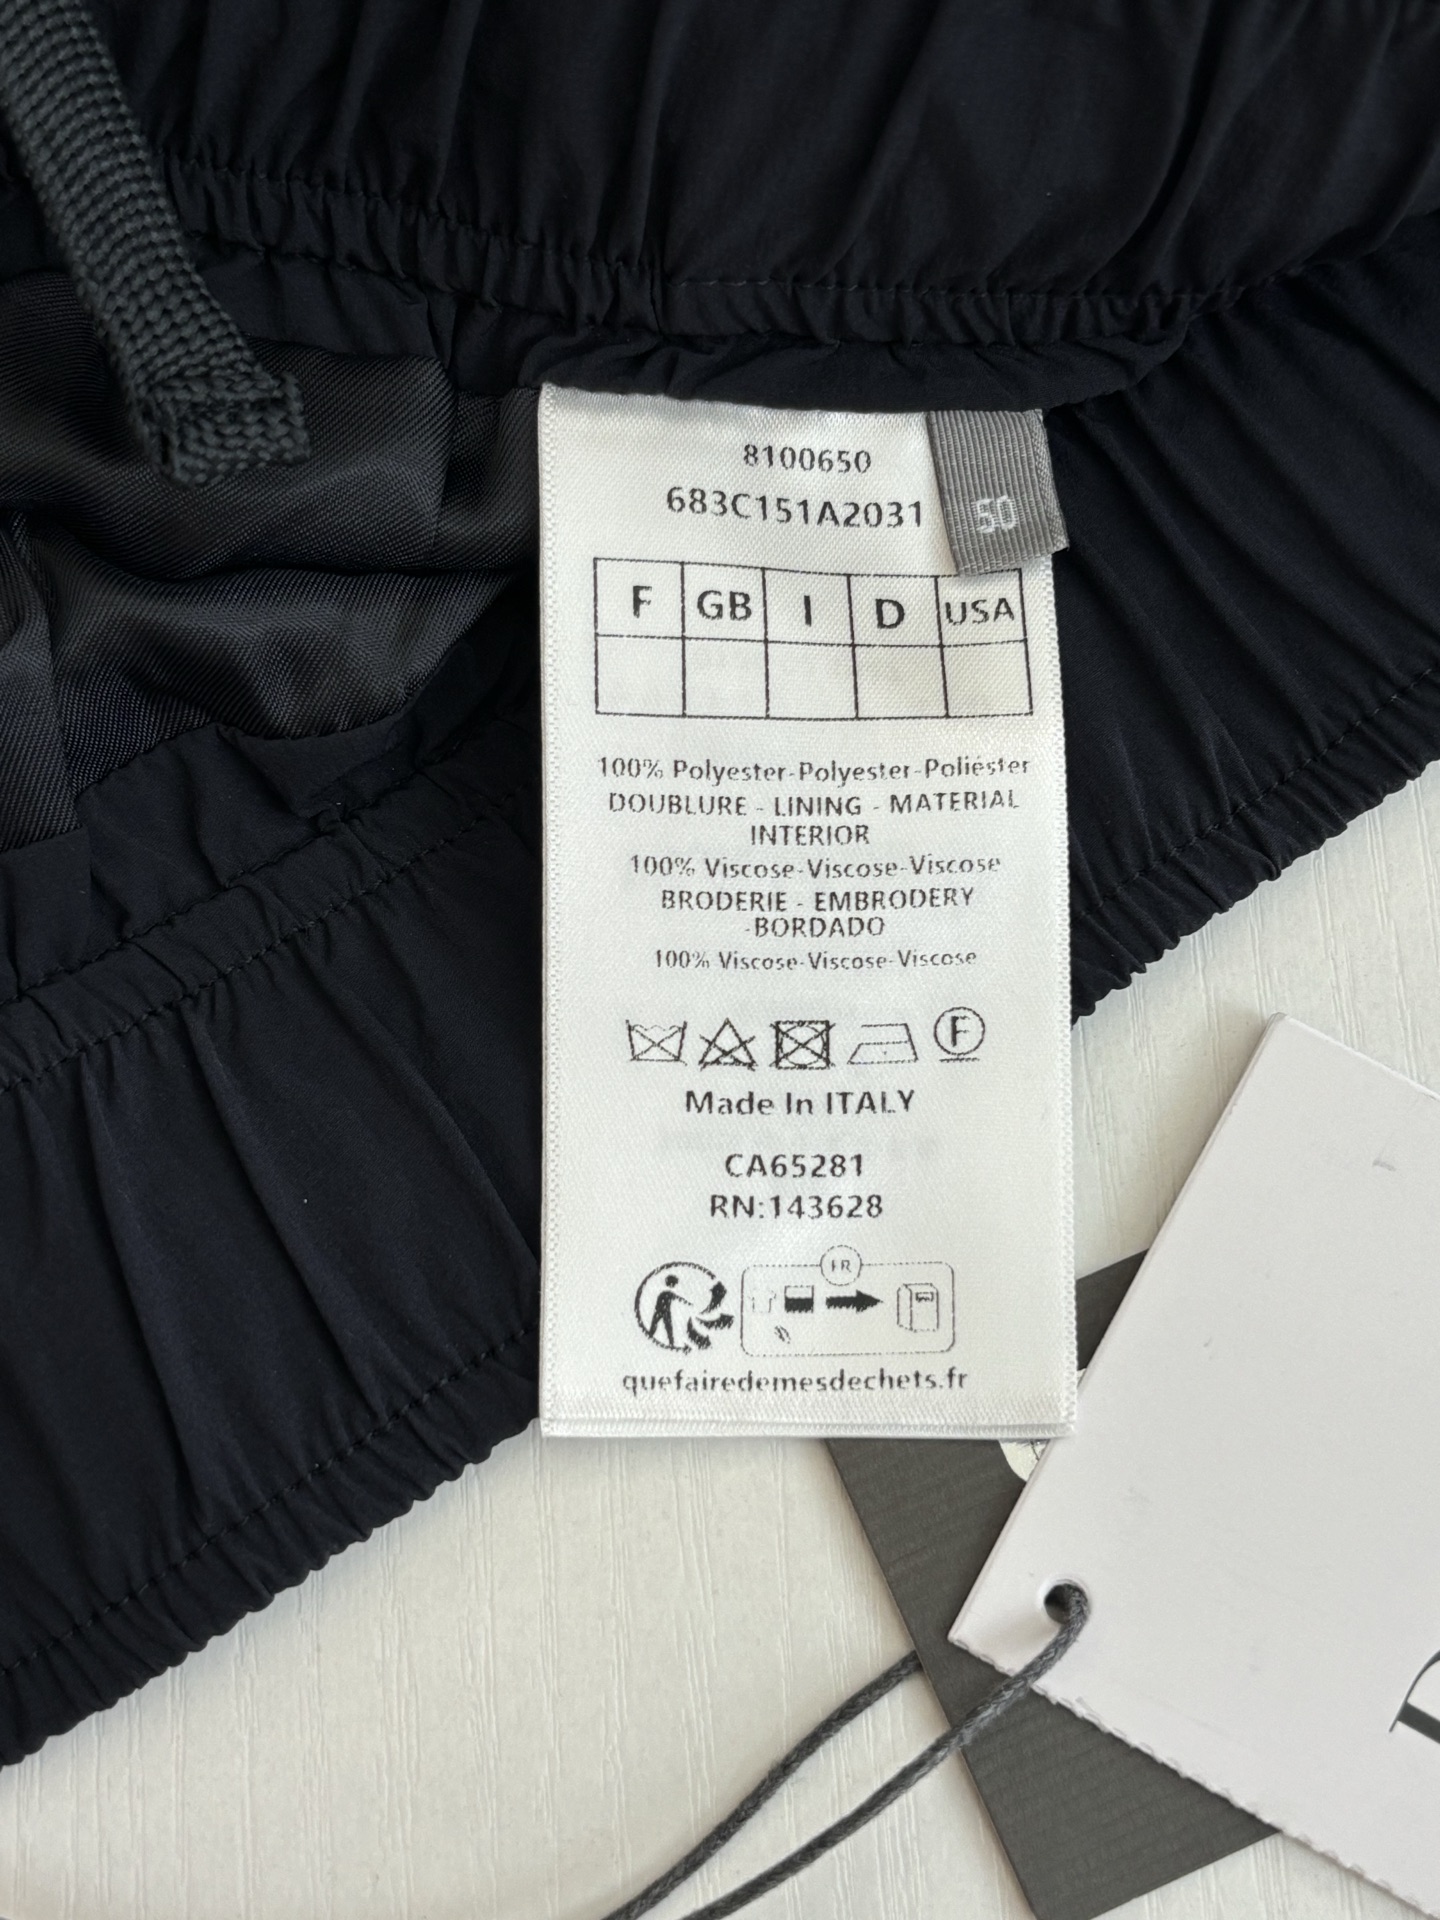 8100650
683C151A2031
50
F GB I D USA
100% Polyester-Polyester-Poliéster
DOUBLURE - LINING - MATERIAL
INTERIOR
100% Viscose-Viscose-Viscose
BRODERIE - EMBRODERY
-BORDADO
100% Viscose-Viscose-Viscose
F
Made In ITALY
CA65281
RN:143628
FR
quefairedemesdechets.fr